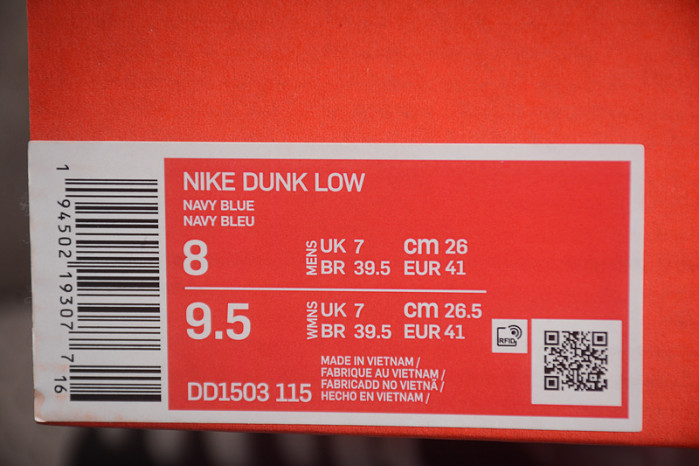 NIKE DUNK LOW
NAVY BLUE
NAVY BLEU
8 MENS UK 7 cm 26
BR 39.5 EUR 41
9.5 WMNS UK 7 cm 26.5
BR 39.5 EUR 41
RFID
MADE IN VIETNAM /
FABRIQUE AU VIETNAM /
FABRICADD NO VIETNÃ /
HECHO EN VIETNAM /
DD1503 115
1 94502 19307 7 16